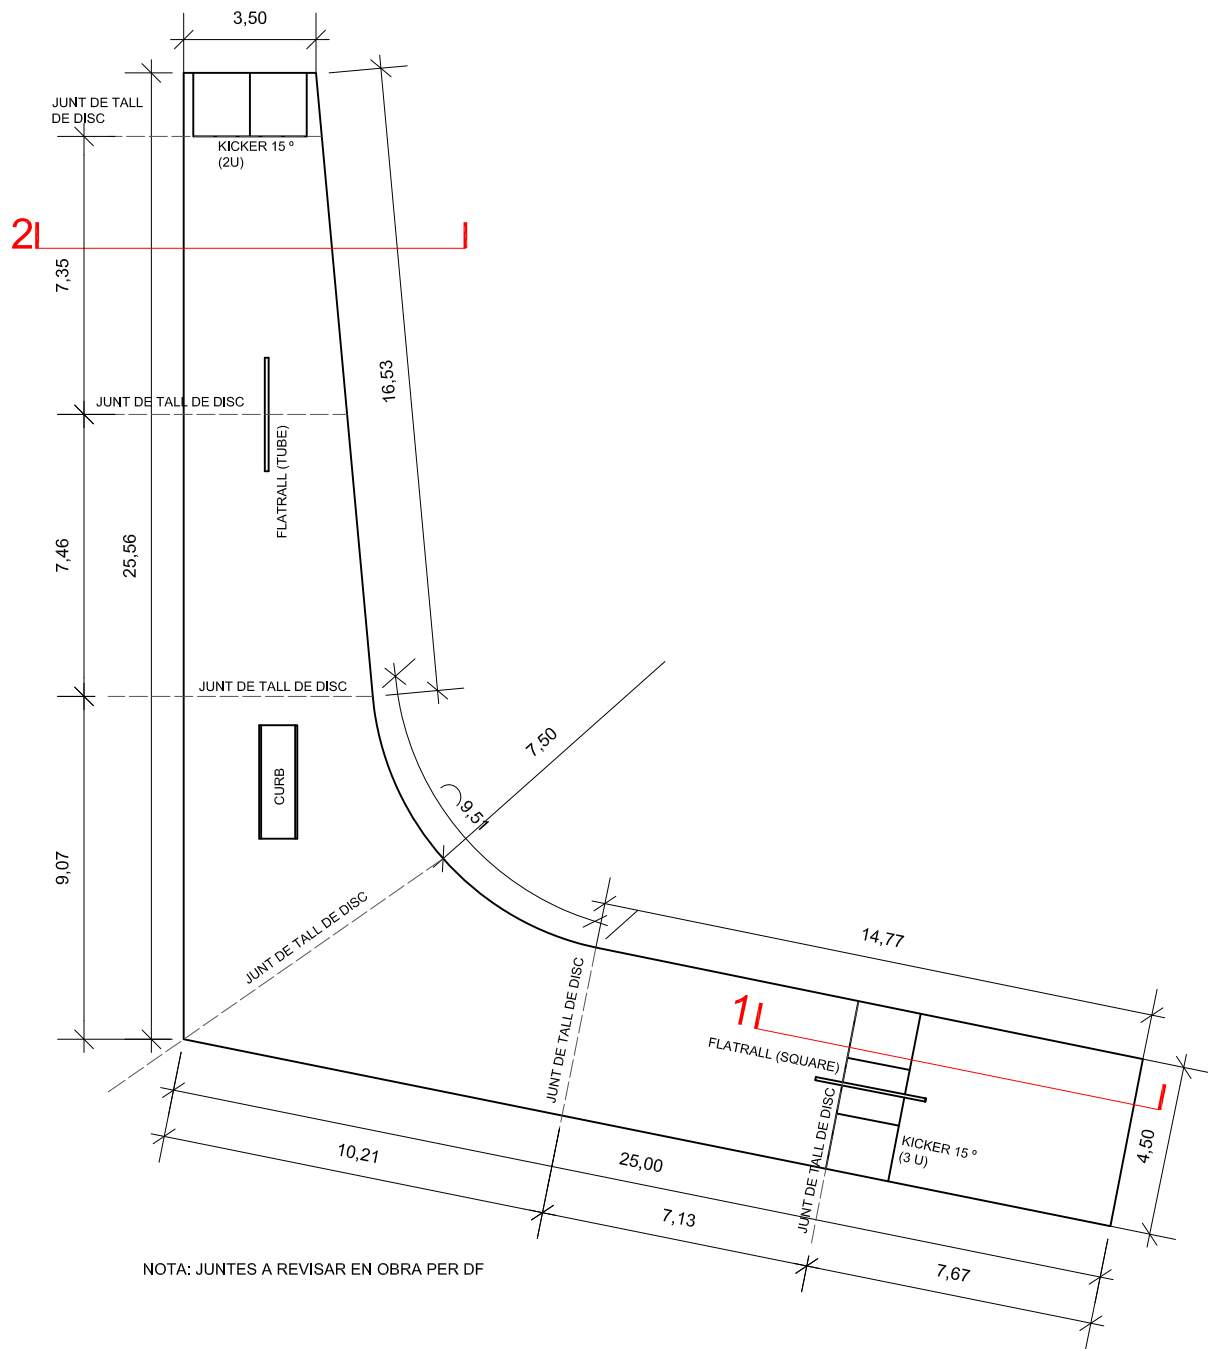 3,50
JUNT DE TALL
DE DISC
KICKER 15 º
(2U)
2
7,35
16,53
JUNT DE TALL DE DISC
FLATRALL (TUBE)
7,46
25,56
JUNT DE TALL DE DISC
7,50
CURB
9,51
9,07
JUNT DE TALL DE DISC
14,77
JUNT DE TALL DE DISC
1
FLATRALL (SQUARE)
JUNT DE TALL DE DISC
KICKER 15 º
(3 U)
4,50
10,21
25,00
7,13
7,67
NOTA: JUNTES A REVISAR EN OBRA PER DF